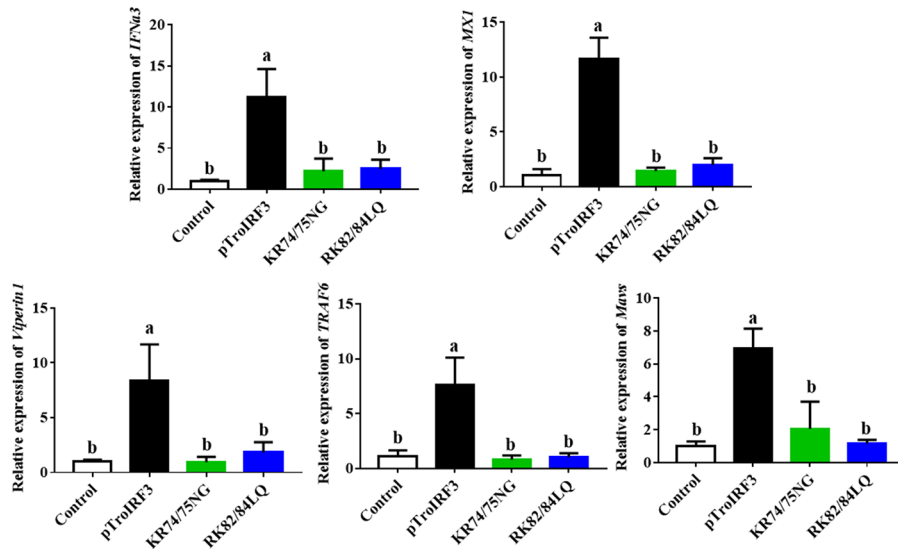 Relative expression of IFNa3
20
15
10
5
0
b
a
b
b
Control
pTroIRF3
KR74/75NG
RK82/84LQ
Relative expression of MX1
15
10
5
0
b
a
b
b
Control
pTroIRF3
KR74/75NG
RK82/84LQ
Relative expression of Viperin1
15
10
5
0
b
a
b
b
Control
pTroIRF3
KR74/75NG
RK82/84LQ
Relative expression of TRAF6
15
10
5
0
b
a
b
b
Control
pTroIRF3
KR74/75NG
RK82/84LQ
Relative expression of Mavs
10
8
6
4
2
0
b
a
b
b
Control
pTroIRF3
KR74/75NG
RK82/84LQ